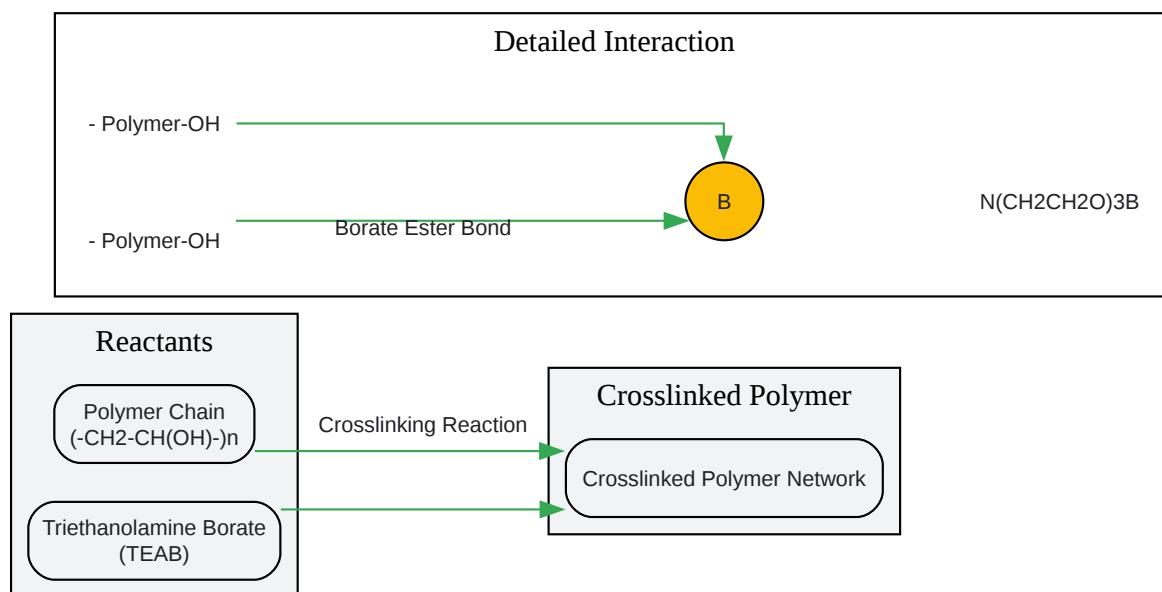 Detailed Interaction
- Polymer-OH
B
N(CH2CH2O)3B
- Polymer-OH
Borate Ester Bond
Reactants
Polymer Chain
(-CH2-CH(OH)-)n
Crosslinking Reaction
Crosslinked Polymer
Crosslinked Polymer Network
Triethanolamine Borate
(TEAB)